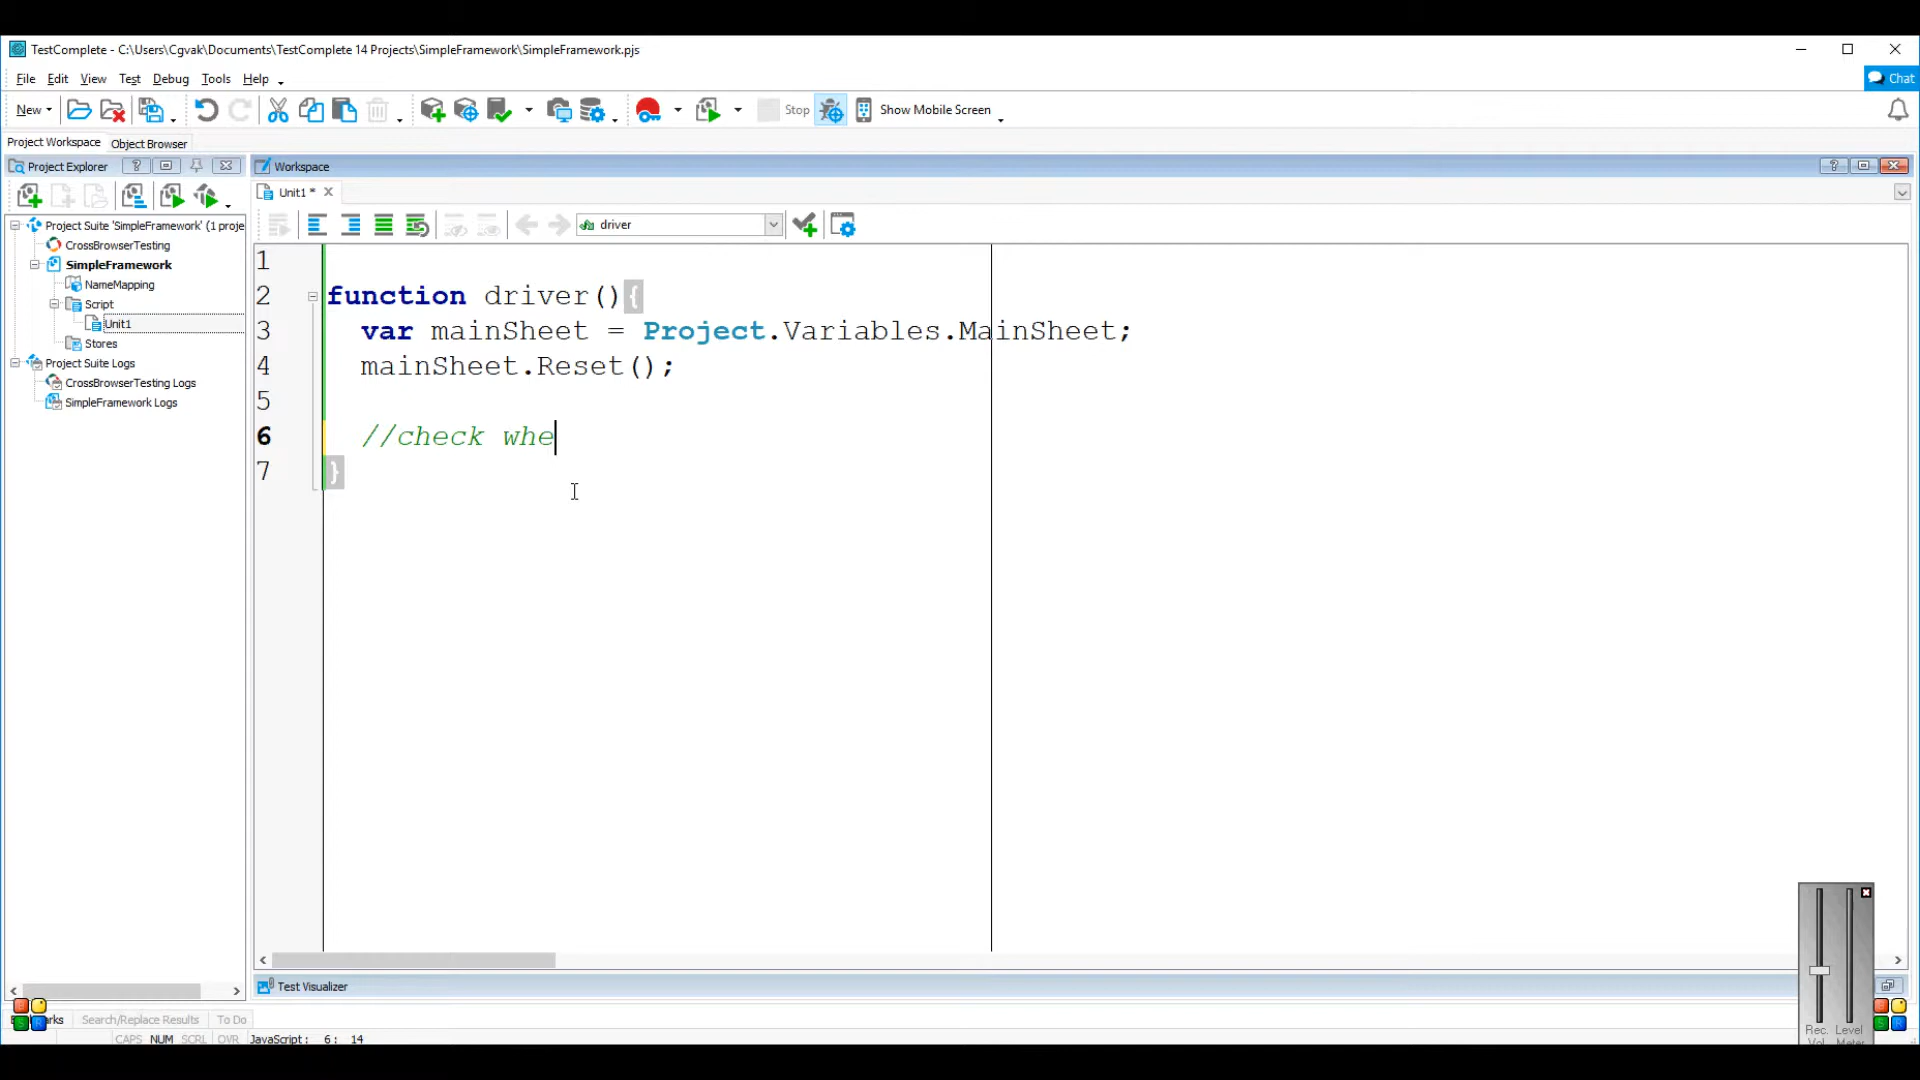 TestComplete - C:\Users\Cgvak\Documents\TestComplete 14 Projects\SimpleFramework\SimpleFramework.pjs
File Edit View Test Debug Tools Help
Chat
New Stop Show Mobile Screen
Project Workspace Object Browser
Project Explorer ? Workspace ?
Unit1 *
driver
Project Suite 'SimpleFramework' (1 proje
CrossBrowserTesting
SimpleFramework
NameMapping
Script
Unit1
Stores
Project Suite Logs
CrossBrowserTesting Logs
SimpleFramework Logs
1
2 function driver(){
3 var mainSheet = Project.Variables.MainSheet;
4 mainSheet.Reset();
5
6 //check whe
7 }
Test Visualizer
Search/Replace Results To Do
CAPS NUM SCRL OVR JavaScript: 6: 14
Rec. Level